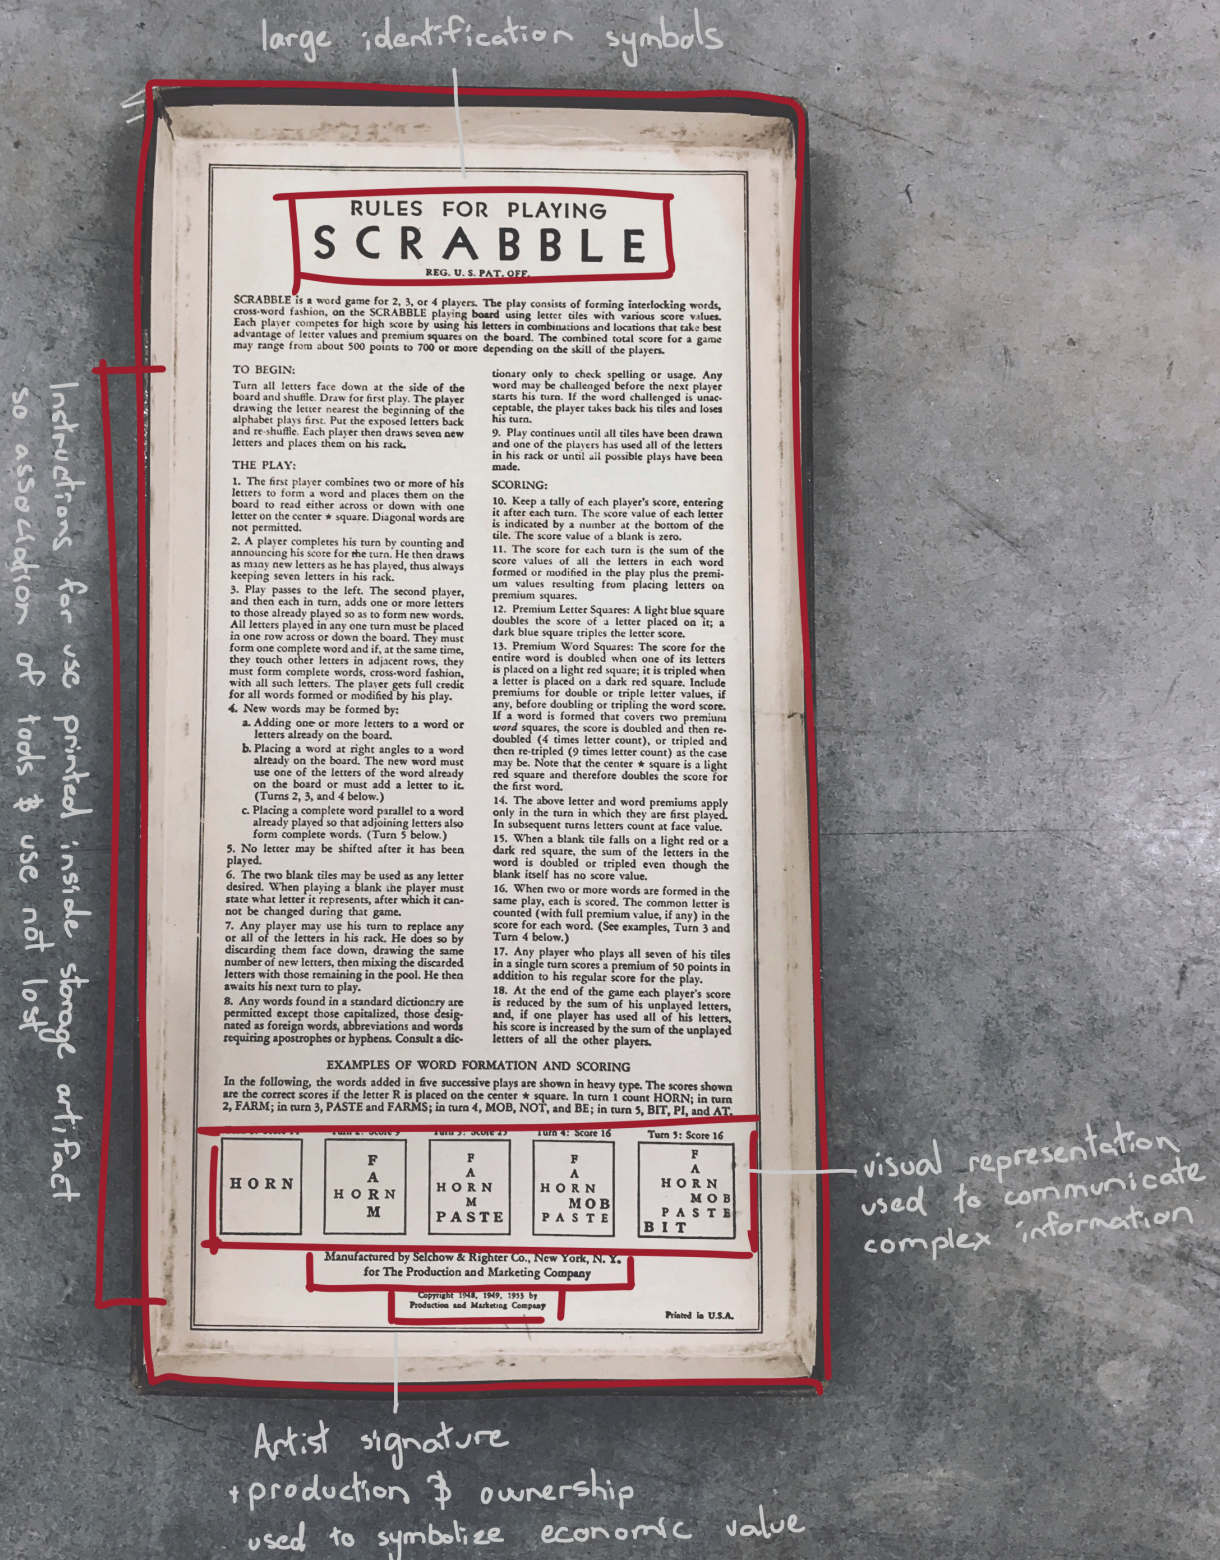 large identification symbols
RULES FOR PLAYING
SCRABBLE
REG. U. S. PAT. OFF.
SCRABBLE is a word game for 2, 3, or 4 players. The play consists of forming interlocking words,
cross-word fashion, on the SCRABBLE playing board using letter tiles with various score values.
Each player competes for high score by using his letters in combinations and locations that take best
advantage of letter values and premium squares on the board. The combined total score for a game
may range from about 500 points to 700 or more depending on the skill of the players.
TO BEGIN:
Turn all letters face down at the side of the
board and shuffle. Draw for first play. The player
drawing the letter nearest the beginning of the
alphabet plays first. Put the exposed letters back
and re-shuffle. Each player then draws seven new
letters and places them on his rack.
THE PLAY:
1. The first player combines two or more of his
letters to form a word and places them on the
board to read either across or down with one
letter on the center ★ square. Diagonal words are
not permitted.
2. A player completes his turn by counting and
announcing his score for the turn. He then draws
as many new letters as he has played, thus always
keeping seven letters in his rack.
3. Play passes to the left. The second player,
and then each in turn, adds one or more letters
to those already played so as to form new words.
All letters played in any one turn must be placed
in one row across or down the board. They must
form one complete word and if, at the same time,
they touch other letters in adjacent rows, they
must form complete words, cross-word fashion,
with all such letters. The player gets full credit
for all words formed or modified by his play.
4. New words may be formed by:
a. Adding one or more letters to a word or
letters already on the board.
b. Placing a word at right angles to a word
already on the board. The new word must
use one of the letters of the word already
on the board or must add a letter to it.
(Turns 2, 3, and 4 below.)
c. Placing a complete word parallel to a word
already played so that adjoining letters also
form complete words. (Turn 5 below.)
5. No letter may be shifted after it has been
played.
6. The two blank tiles may be used as any letter
desired. When playing a blank the player must
state what letter it represents, after which it can-
not be changed during that game.
7. Any player may use his turn to replace any
or all of the letters in his rack. He does so by
discarding them face down, drawing the same
number of new letters, then mixing the discarded
letters with those remaining in the pool. He then
awaits his next turn to play.
8. Any words found in a standard dictionary are
permitted except those capitalized, those desig-
nated as foreign words, abbreviations and words
requiring apostrophes or hyphens. Consult a dic-
tionary only to check spelling or usage. Any
word may be challenged before the next player
starts his turn. If the word challenged is unac-
ceptable, the player takes back his tiles and loses
his turn.
9. Play continues until all tiles have been drawn
and one of the players has used all of the letters
in his rack or until all possible plays have been
made.
SCORING:
10. Keep a tally of each player's score, entering
it after each turn. The score value of each letter
is indicated by a number at the bottom of the
tile. The score value of a blank is zero.
11. The score for each turn is the sum of the
score values of all the letters in each word
formed or modified in the play plus the premi-
um values resulting from placing letters on
premium squares.
12. Premium Letter Squares: A light blue square
doubles the score of a letter placed on it; a
dark blue square triples the letter score.
13. Premium Word Squares: The score for the
entire word is doubled when one of its letters
is placed on a light red square; it is tripled when
a letter is placed on a dark red square. Include
premiums for double or triple letter values, if
any, before doubling or tripling the word score.
If a word is formed that covers two premium
word squares, the score is doubled and then re-
doubled (4 times letter count), or tripled and
then re-tripled (9 times letter count) as the case
may be. Note that the center ★ square is a light
red square and therefore doubles the score for
the first word.
14. The above letter and word premiums apply
only in the turn in which they are first played.
In subsequent turns letters count at face value.
15. When a blank tile falls on a light red or a
dark red square, the sum of the letters in the
word is doubled or tripled even though the
blank itself has no score value.
16. When two or more words are formed in the
same play, each is scored. The common letter is
counted (with full premium value, if any) in the
score for each word. (See examples, Turn 3 and
Turn 4 below.)
17. Any player who plays all seven of his tiles
in a single turn scores a premium of 50 points in
addition to his regular score for the play.
18. At the end of the game each player's score
is reduced by the sum of his unplayed letters,
and, if one player has used all of his letters,
his score is increased by the sum of the unplayed
letters of all the other players.
EXAMPLES OF WORD FORMATION AND SCORING
In the following, the words added in five successive plays are shown in heavy type. The scores shown
are the correct scores if the letter R is placed on the center ★ square. In turn 1 count HORN; in turn
2, FARM; in turn 3, PASTE and FARMS; in turn 4, MOB, NOT, and BE; in turn 5, BIT, PI, and AT.
HORN
F
A
HORN
M
F
A
HORN
M
PASTE
Turn 4: Score 16
F
A
HORN
MOB
PASTE
Turn 5: Score 16
F
A
HORN
MOB
PASTE
BIT
Manufactured by Selchow & Righter Co., New York, N. Y.
for The Production and Marketing Company
Copyright 1948, 1949, 1953 by
Production and Marketing Company
Printed in U.S.A.
Instructions for use printed inside storage artifact
so association of tools & use not lost
visual representation
used to communicate
complex information
Artist signature
+ production & ownership
used to symbolize economic value